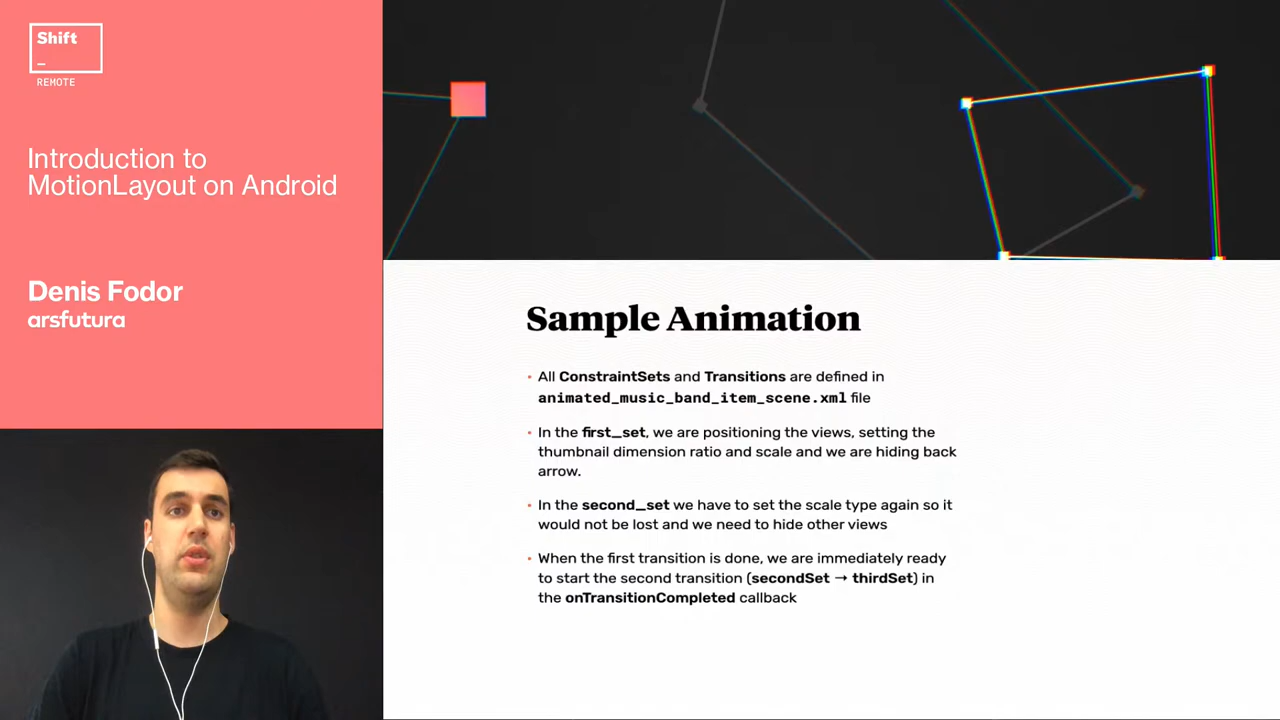 Shift
_
REMOTE
Introduction to
MotionLayout on Android
Denis Fodor
arsfutura
Sample Animation
• All ConstraintSets and Transitions are defined in
animated_music_band_item_scene.xml file
• In the first_set, we are positioning the views, setting the
thumbnail dimension ratio and scale and we are hiding back
arrow.
• In the second_set we have to set the scale type again so it
would not be lost and we need to hide other views
• When the first transition is done, we are immediately ready
to start the second transition (secondSet → thirdSet) in
the onTransitionCompleted callback